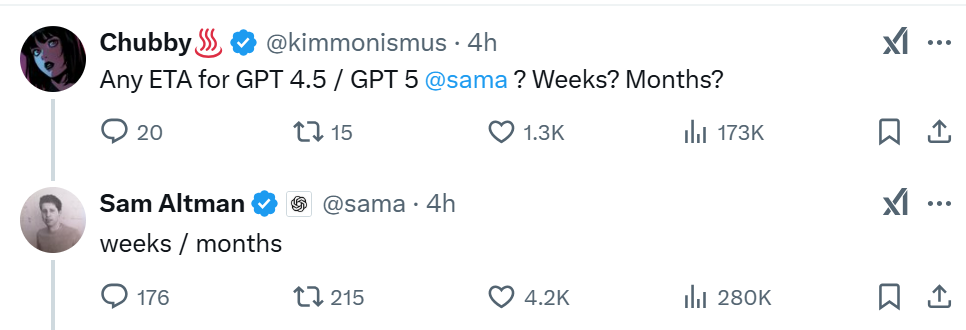 Chubby♨️ @kimmonismus · 4h
Any ETA for GPT 4.5 / GPT 5 @sama ? Weeks? Months?
20 15 1.3K 173K
Sam Altman @sama · 4h
weeks / months
176 215 4.2K 280K